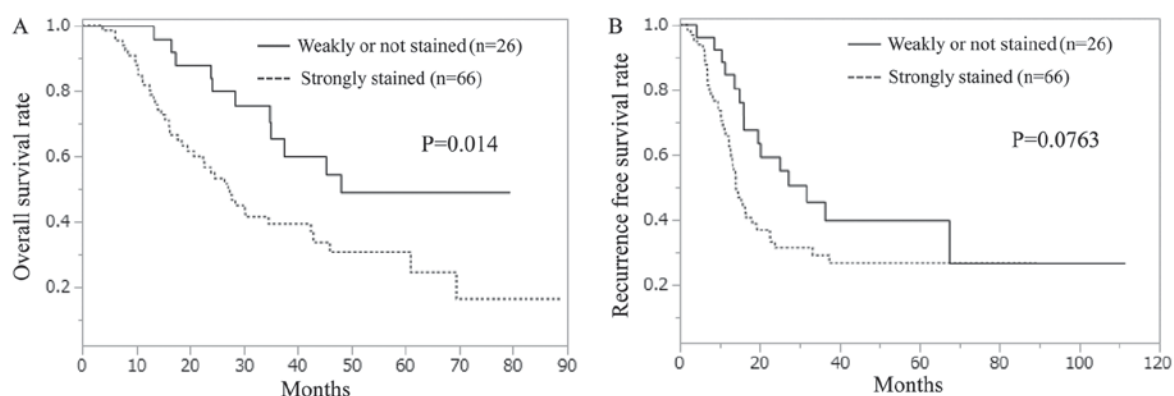 A
Overall survival rate
1.0
0.8
0.6
0.4
0.2
Weakly or not stained (n=26)
Strongly stained (n=66)
P=0.014
0 10 20 30 40 50 60 70 80 90
Months
B
Recurrence free survival rate
1.0
0.8
0.6
0.4
0.2
Weakly or not stained (n=26)
Strongly stained (n=66)
P=0.0763
0 20 40 60 80 100 120
Months